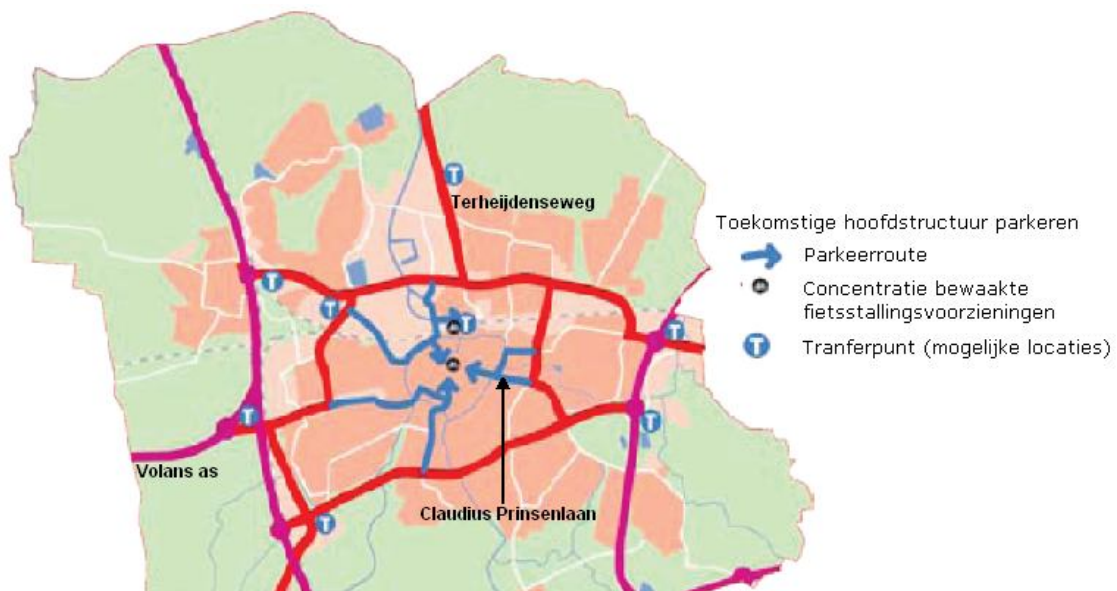 T
Terheijdenseweg
T
T
T
T
T
T
Volans as
Claudius Prinsenlaan
T
Toekomstige hoofdstructuur parkeren
Parkeerroute
Concentratie bewaakte
fietsstallingsvoorzieningen
T Tranferpunt (mogelijke locaties)